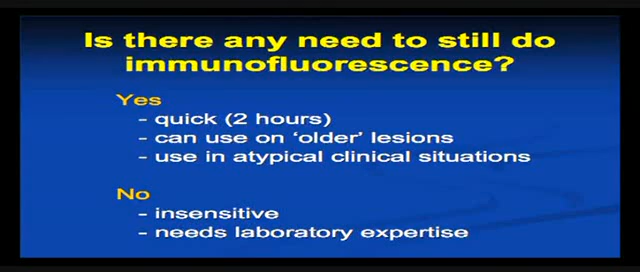 Is there any need to still do
immunofluorescence?
Yes
- quick (2 hours)
- can use on ‘older’ lesions
- use in atypical clinical situations
No
- insensitive
- needs laboratory expertise